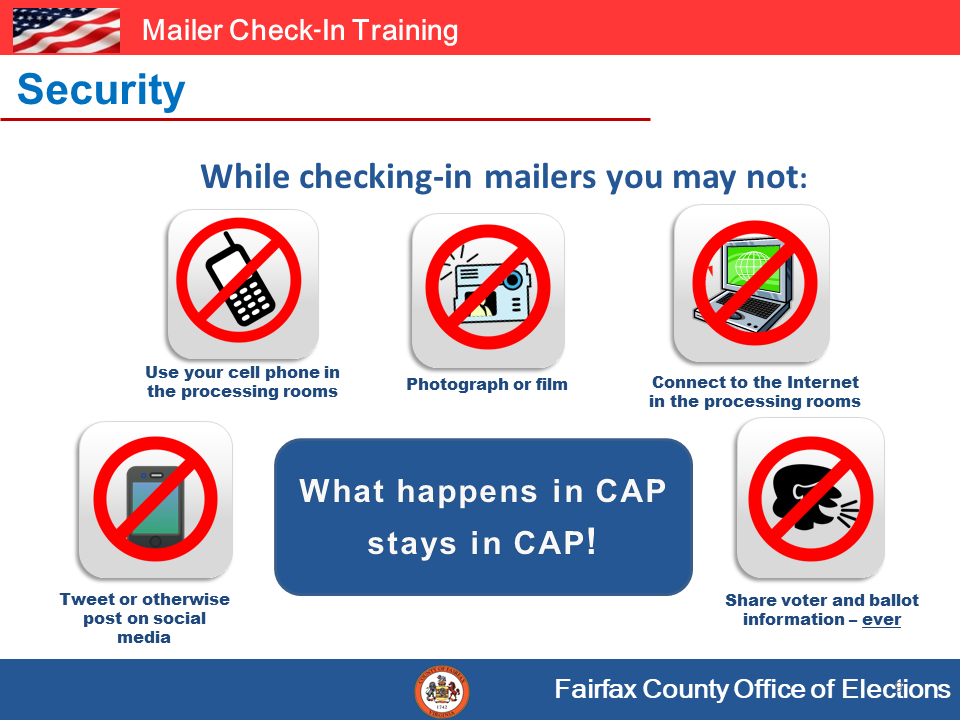 Mailer Check-In Training
Security
While checking-in mailers you may not:
Use your cell phone in
the processing rooms
Photograph or film
Connect to the Internet
in the processing rooms
What happens in CAP
stays in CAP!
Tweet or otherwise
post on social
media
Share voter and ballot
information – ever
COUNTY OF FAIRFAX
1742
VIRGINIA
Fairfax County Office of Elections